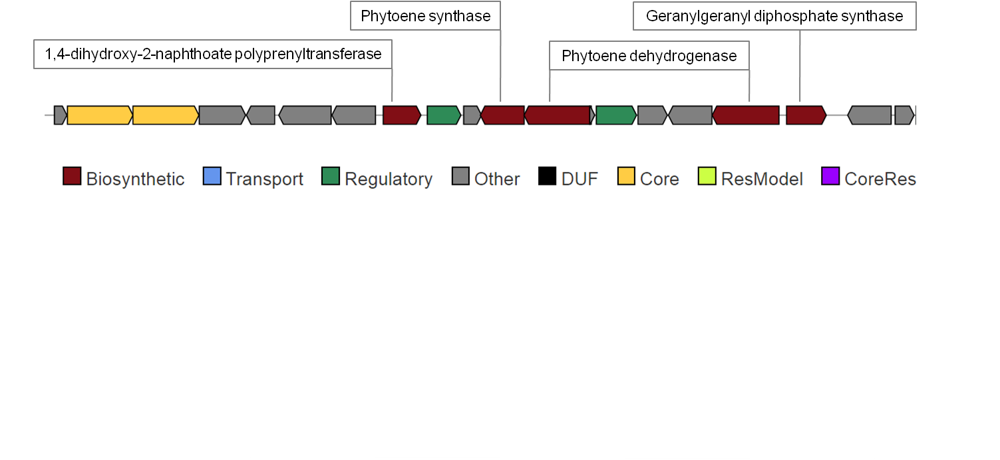 Phytoene synthase
Geranylgeranyl diphosphate synthase
1,4-dihydroxy-2-naphthoate polyprenyltransferase
Phytoene dehydrogenase
Biosynthetic
Transport
Regulatory
Other
DUF
Core
ResModel
CoreRes